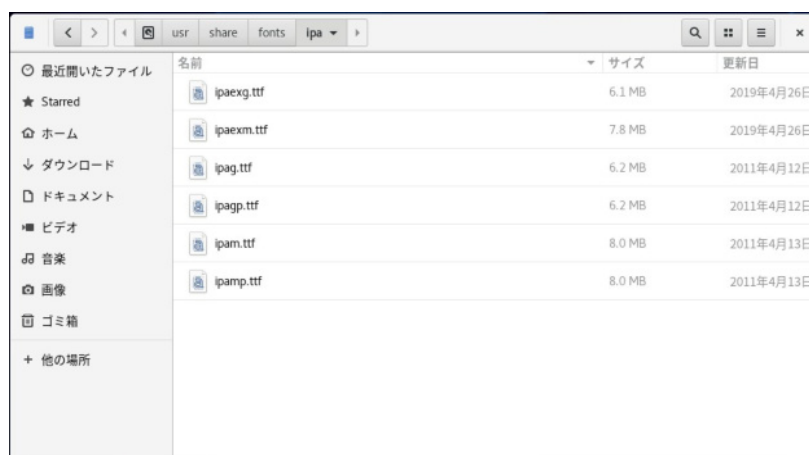 usr share fonts ipa
名前 サイズ 更新日
最近開いたファイル
Starred
ホーム
ダウンロード
ドキュメント
ビデオ
音楽
画像
ゴミ箱
他の場所
ipaexg.ttf 6.1 MB 2019年4月26日
ipaexm.ttf 7.8 MB 2019年4月26日
ipag.ttf 6.2 MB 2011年4月12日
ipagp.ttf 6.2 MB 2011年4月12日
ipam.ttf 8.0 MB 2011年4月13日
ipamp.ttf 8.0 MB 2011年4月13日